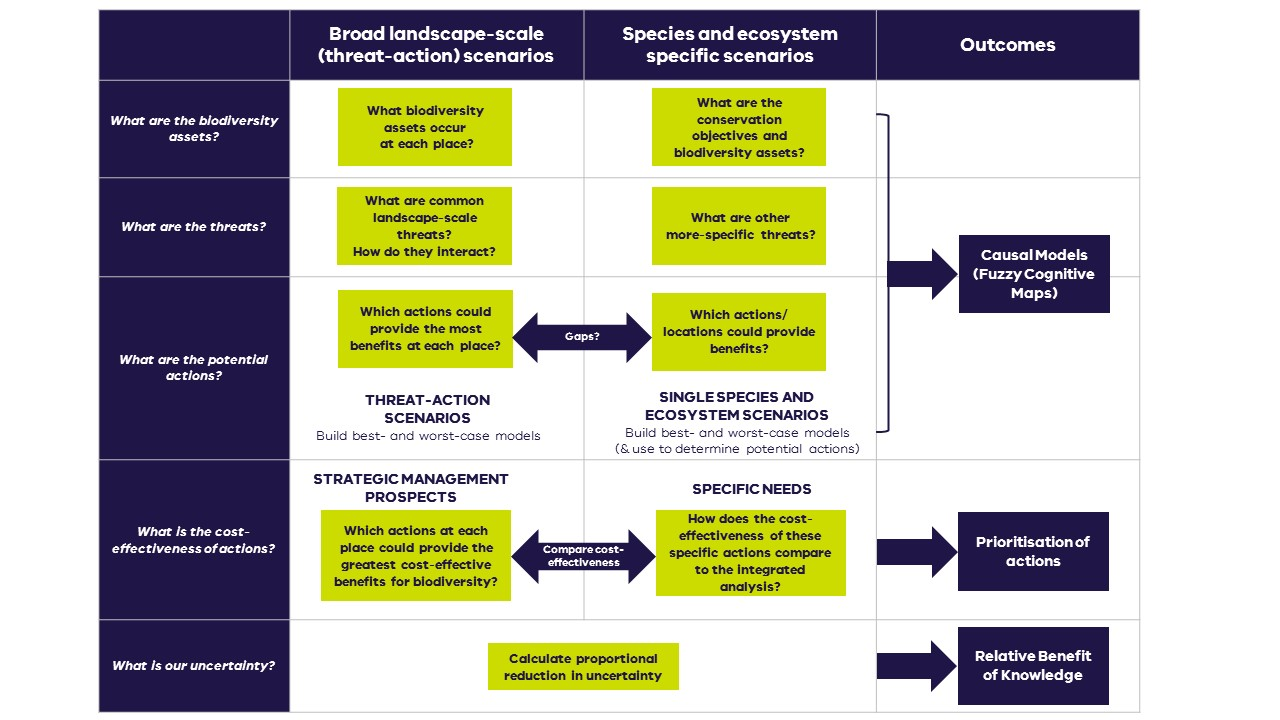 Broad landscape-scale
(threat-action) scenarios
Species and ecosystem
specific scenarios
Outcomes
What are the biodiversity
assets?
What biodiversity
assets occur
at each place?
What are the
conservation
objectives and
biodiversity assets?
What are the threats?
What are common
landscape-scale
threats?
How do they interact?
What are other
more-specific threats?
Causal Models
(Fuzzy Cognitive
Maps)
What are the potential
actions?
Which actions could
provide the most
benefits at each place?
Gaps?
Which actions/
locations could provide
benefits?
THREAT-ACTION
SCENARIOS
Build best- and worst-case models
SINGLE SPECIES AND
ECOSYSTEM SCENARIOS
Build best- and worst-case models
(& use to determine potential actions)
What is the cost-
effectiveness of actions?
STRATEGIC MANAGEMENT
PROSPECTS
Which actions at each
place could provide the
greatest cost-effective
benefits for biodiversity?
Compare cost-
effectiveness
SPECIFIC NEEDS
How does the cost-
effectiveness of these
specific actions compare
to the integrated
analysis?
Prioritisation of
actions
What is our uncertainty?
Calculate proportional
reduction in uncertainty
Relative Benefit
of Knowledge